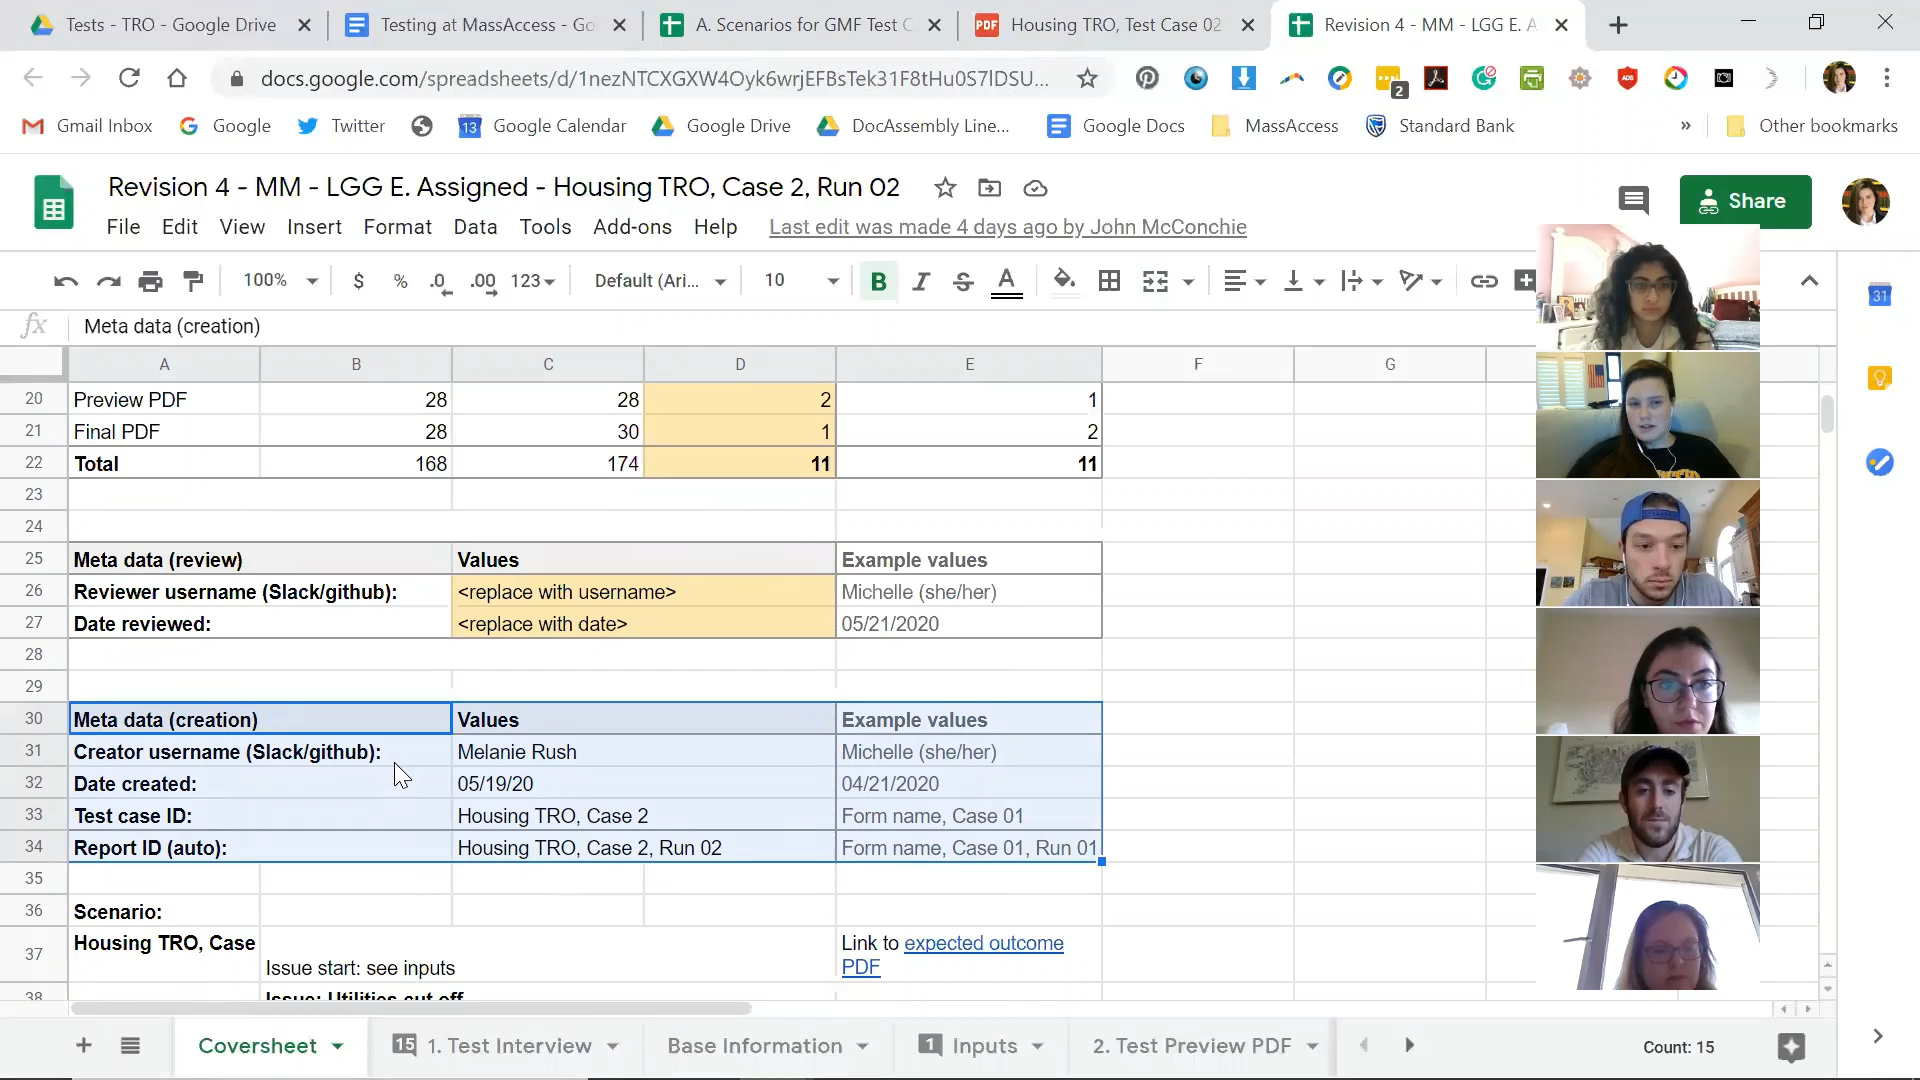 Tests - TRO - Google Drive
Testing at MassAccess - Go
A. Scenarios for GMF Test C
PDF Housing TRO, Test Case 02
Revision 4 - MM - LGG E. A
docs.google.com/spreadsheets/d/1nezNTCXGXW4Oyk6wrjEFBsTek31F8tHu0S7lDSU...
2
ADS
Gmail Inbox
Google
Twitter
13 Google Calendar
Google Drive
DocAssembly Line...
Google Docs
MassAccess
Standard Bank
»
Other bookmarks
Revision 4 - MM - LGG E. Assigned - Housing TRO, Case 2, Run 02
Share
File Edit View Insert Format Data Tools Add-ons Help Last edit was made 4 days ago by John McConchie
100% $ % .0 .00 123 Default (Ari... 10 B I S A
31
fx Meta data (creation)
A B C D E F G
20 Preview PDF 28 28 2 1
21 Final PDF 28 30 1 2
22 Total 168 174 11 11
23
24
25 Meta data (review) Values Example values
26 Reviewer username (Slack/github): <replace with username> Michelle (she/her)
27 Date reviewed: <replace with date> 05/21/2020
28
29
30 Meta data (creation) Values Example values
31 Creator username (Slack/github): Melanie Rush Michelle (she/her)
32 Date created: 05/19/20 04/21/2020
33 Test case ID: Housing TRO, Case 2 Form name, Case 01
34 Report ID (auto): Housing TRO, Case 2, Run 02 Form name, Case 01, Run 01
35
36 Scenario:
37 Housing TRO, Case Issue start: see inputs Link to expected outcome
PDF
38 Issue: Utilities cut off
+ Coversheet 15 1. Test Interview Base Information 1 Inputs 2. Test Preview PDF Count: 15